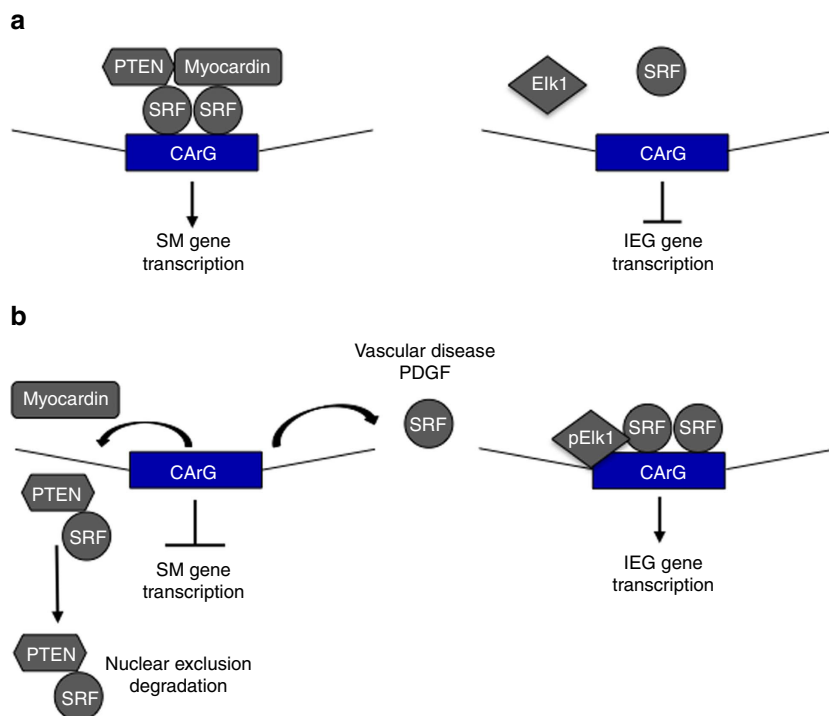 a
PTEN Myocardin
SRF SRF
CArG
SM gene
transcription
Elk1 SRF
CArG
IEG gene
transcription
b
Vascular disease
PDGF
Myocardin
SRF
CArG
PTEN
SRF
SM gene
transcription
PTEN
SRF
Nuclear exclusion
degradation
pElk1 SRF SRF
CArG
IEG gene
transcription